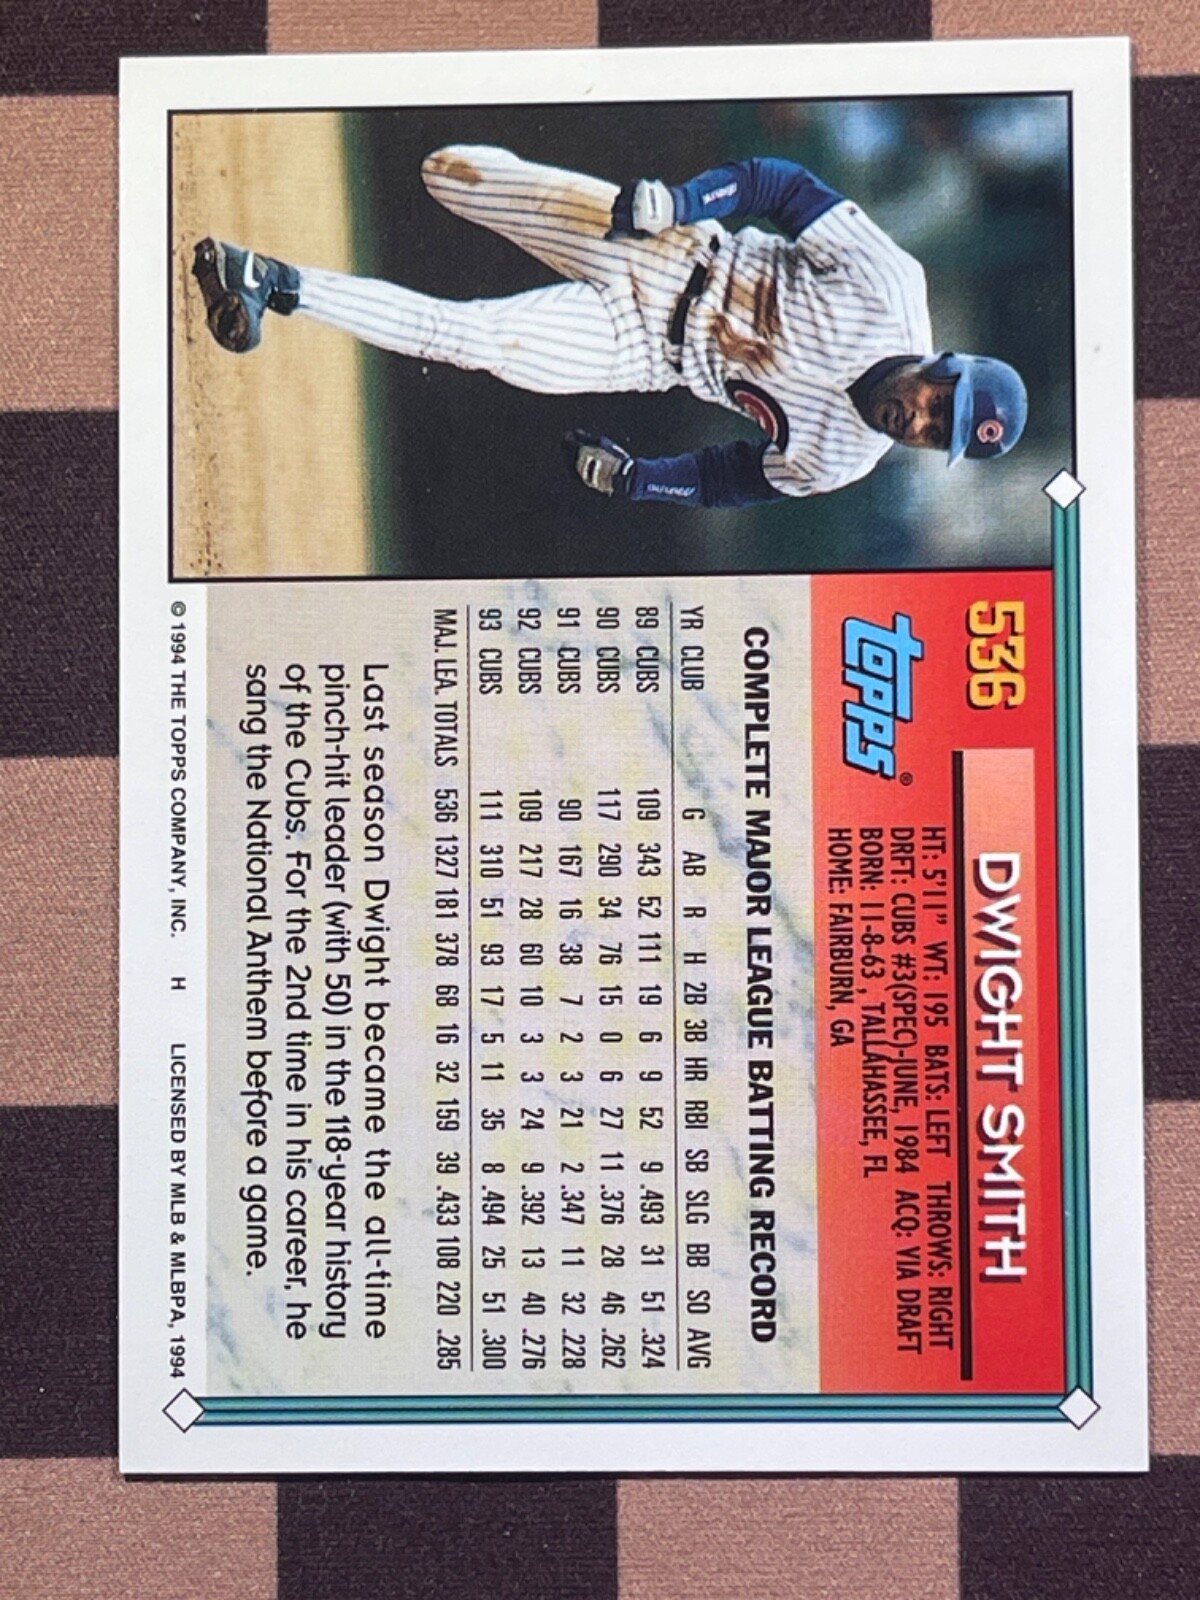 536
DWIGHT SMITH
topps®
HT: 5'11" WT: 195 BATS: LEFT THROWS: RIGHT
DRFT: CUBS #3(SPEC)-JUNE, 1984 ACQ: VIA DRAFT
BORN: 11-8-63, TALLAHASSEE, FL
HOME: FAIRBURN, GA
COMPLETE MAJOR LEAGUE BATTING RECORD
YR CLUB G AB R H 2B 3B HR RBI SB SLG BB SO AVG
89 CUBS 109 343 52 111 19 6 9 52 9 .493 31 51 .324
90 CUBS 117 290 34 76 15 0 6 27 11 .376 28 46 .262
91 CUBS 90 167 16 38 7 2 3 21 2 .347 11 32 .228
92 CUBS 109 217 28 60 10 3 3 24 9 .392 13 40 .276
93 CUBS 111 310 51 93 17 5 11 35 8 .494 25 51 .300
MAJ. LEA. TOTALS 536 1327 181 378 68 16 32 159 39 .433 108 220 .285
Last season Dwight became the all-time
pinch-hit leader (with 50) in the 118-year history
of the Cubs. For the 2nd time in his career, he
sang the National Anthem before a game.
© 1994 THE TOPPS COMPANY, INC. H LICENSED BY MLB & MLBPA, 1994
C